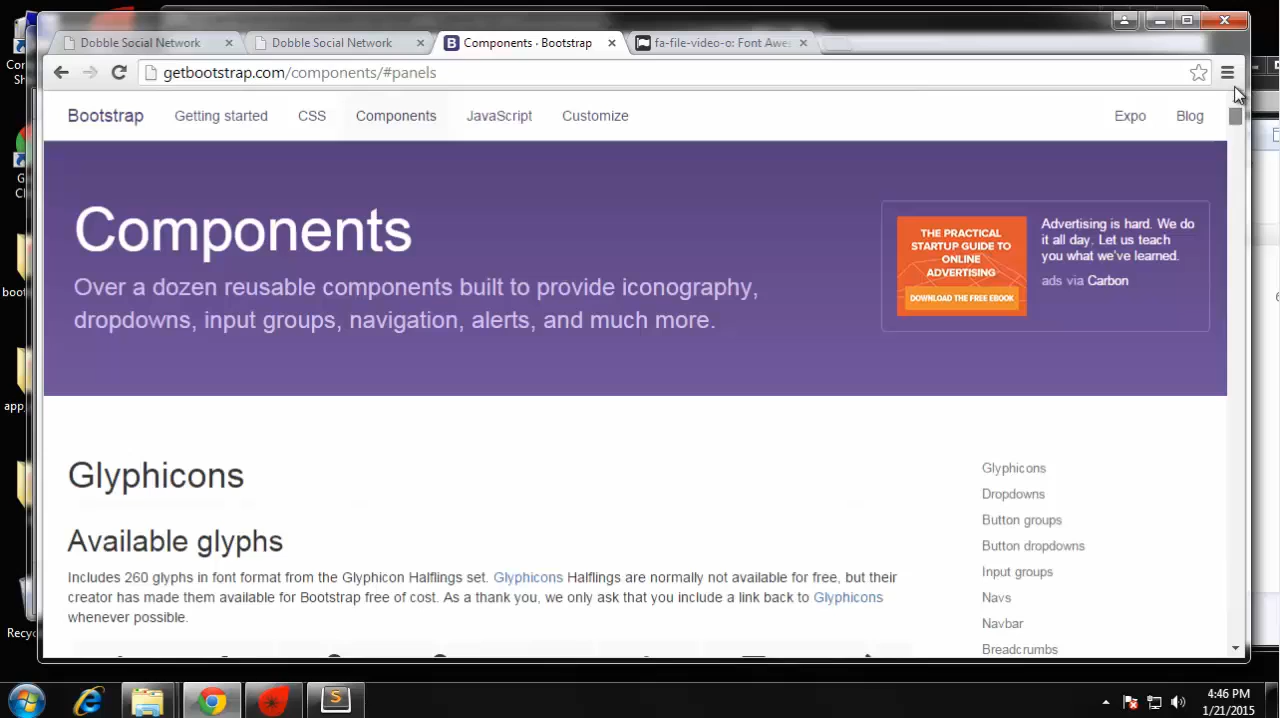 Dobble Social Network
Dobble Social Network
Components · Bootstrap
fa-file-video-o: Font Awes
getbootstrap.com/components/#panels
Bootstrap
Getting started
CSS
Components
JavaScript
Customize
Expo
Blog
Components
Over a dozen reusable components built to provide iconography,
dropdowns, input groups, navigation, alerts, and much more.
THE PRACTICAL
STARTUP GUIDE TO
ONLINE
ADVERTISING
DOWNLOAD THE FREE EBOOK
Advertising is hard. We do
it all day. Let us teach
you what we've learned.
ads via Carbon
Glyphicons
Available glyphs
Includes 260 glyphs in font format from the Glyphicon Halflings set. Glyphicons Halflings are normally not available for free, but their
creator has made them available for Bootstrap free of cost. As a thank you, we only ask that you include a link back to Glyphicons
whenever possible.
Glyphicons
Dropdowns
Button groups
Button dropdowns
Input groups
Navs
Navbar
Breadcrumbs
Con
Sh
G
Cl
boot
app_
Recyc
4:46 PM
1/21/2015